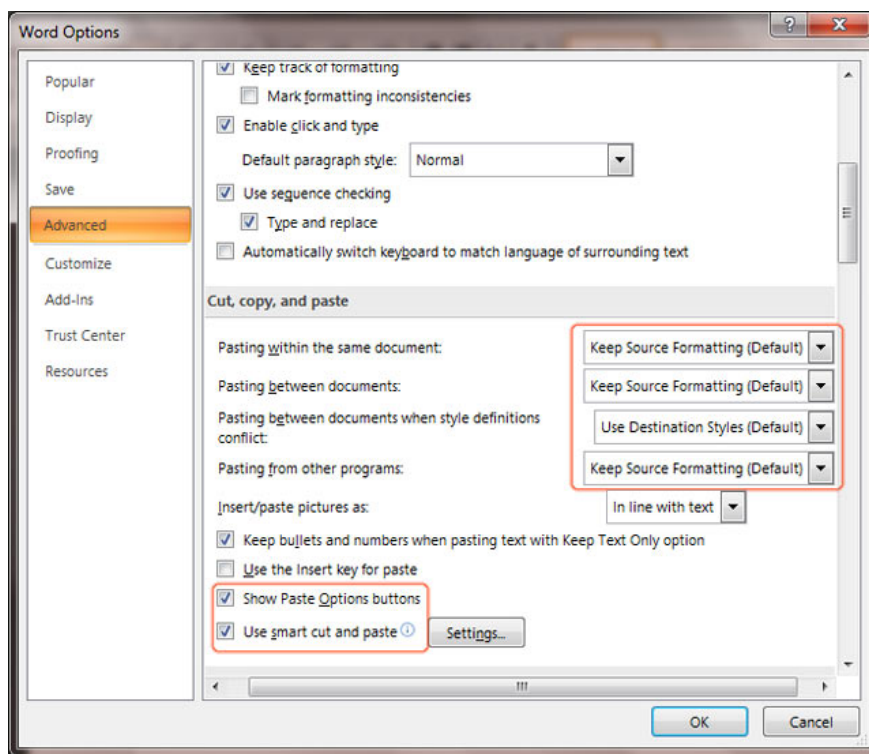 Word Options
Popular
Display
Proofing
Save
Advanced
Customize
Add-Ins
Trust Center
Resources
Keep track of formatting
Mark formatting inconsistencies
Enable click and type
Default paragraph style: Normal
Use sequence checking
Type and replace
Automatically switch keyboard to match language of surrounding text
Cut, copy, and paste
Pasting within the same document: Keep Source Formatting (Default)
Pasting between documents: Keep Source Formatting (Default)
Pasting between documents when style definitions
conflict: Use Destination Styles (Default)
Pasting from other programs: Keep Source Formatting (Default)
Insert/paste pictures as: In line with text
Keep bullets and numbers when pasting text with Keep Text Only option
Use the Insert key for paste
Show Paste Options buttons
Use smart cut and paste Settings...
OK Cancel